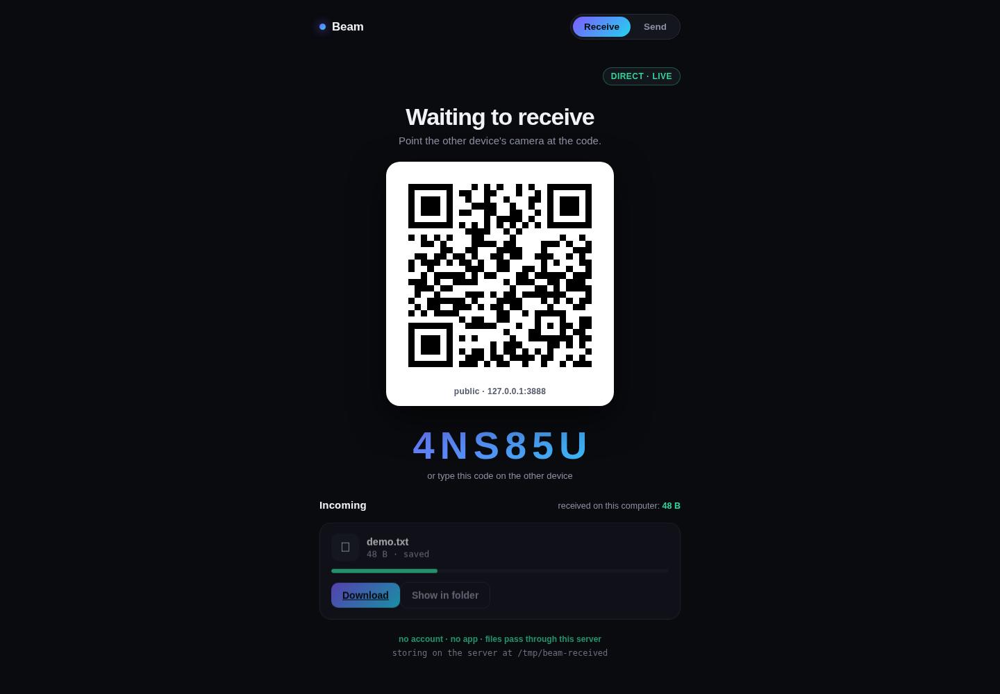 Beam
Receive Send
DIRECT · LIVE
Waiting to receive
Point the other device's camera at the code.
public · 127.0.0.1:3888
4NS85U
or type this code on the other device
Incoming
received on this computer: 48 B
demo.txt
48 B · saved
Download Show in folder
no account · no app · files pass through this server
storing on the server at /tmp/beam-received